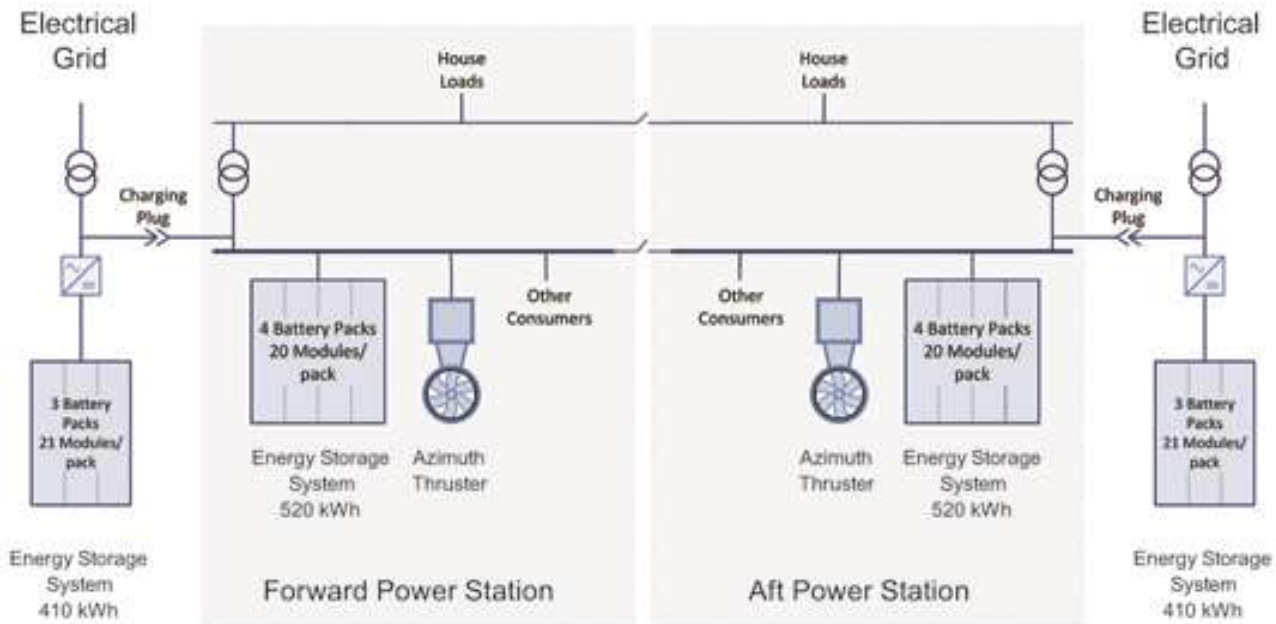 Electrical
Grid
Electrical
Grid
House
Loads
House
Loads
Charging
Plug
Charging
Plug
4 Battery Packs
20 Modules/
pack
Other
Consumers
Other
Consumers
4 Battery Packs
20 Modules/
pack
3 Battery
Packs
21 Modules/
pack
3 Battery
Packs
21 Modules/
pack
Energy Storage
System
520 kWh
Azimuth
Thruster
Azimuth
Thruster
Energy Storage
System
520 kWh
Energy Storage
System
410 kWh
Forward Power Station
Aft Power Station
Energy Storage
System
410 kWh